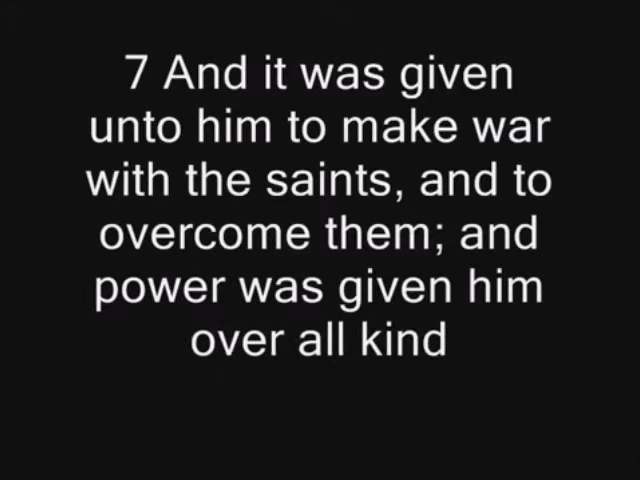 7 And it was given
unto him to make war
with the saints, and to
overcome them; and
power was given him
over all kind